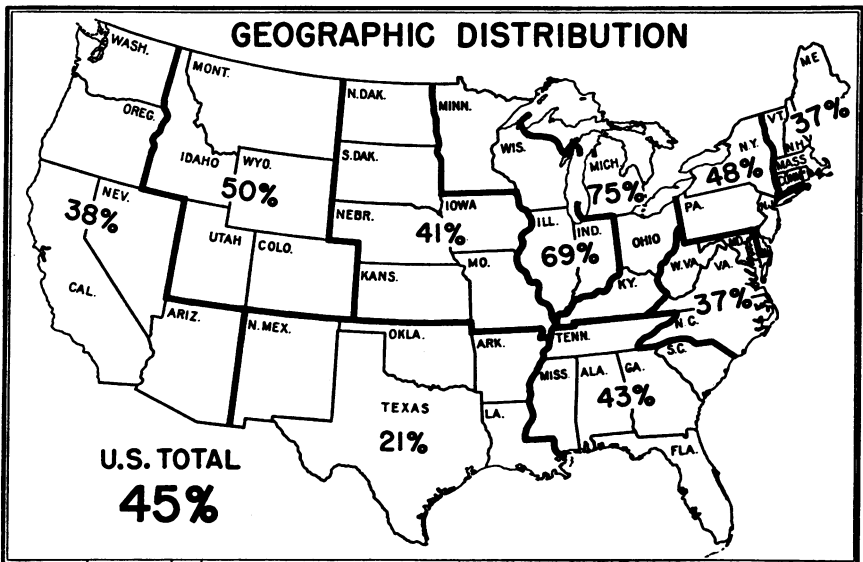 GEOGRAPHIC DISTRIBUTION
WASH.
MONT.
N.DAK.
MINN.
ME
OREG.
VT.
37%
IDAHO
WYO.
S.DAK.
WIS.
MICH.
N.Y.
N.H.
MASS
CONN
50%
75%
48%
NEV.
38%
NEBR.
IOWA
41%
ILL.
IND.
69%
OHIO
PA.
N.J.
UTAH
COLO.
KANS.
MO.
KY.
W.VA.
VA.
MD.
37%
CAL.
ARIZ.
N.MEX.
OKLA.
ARK.
TENN.
N.C.
S.C.
MISS.
ALA.
GA.
43%
TEXAS
21%
LA.
FLA.
U.S. TOTAL
45%